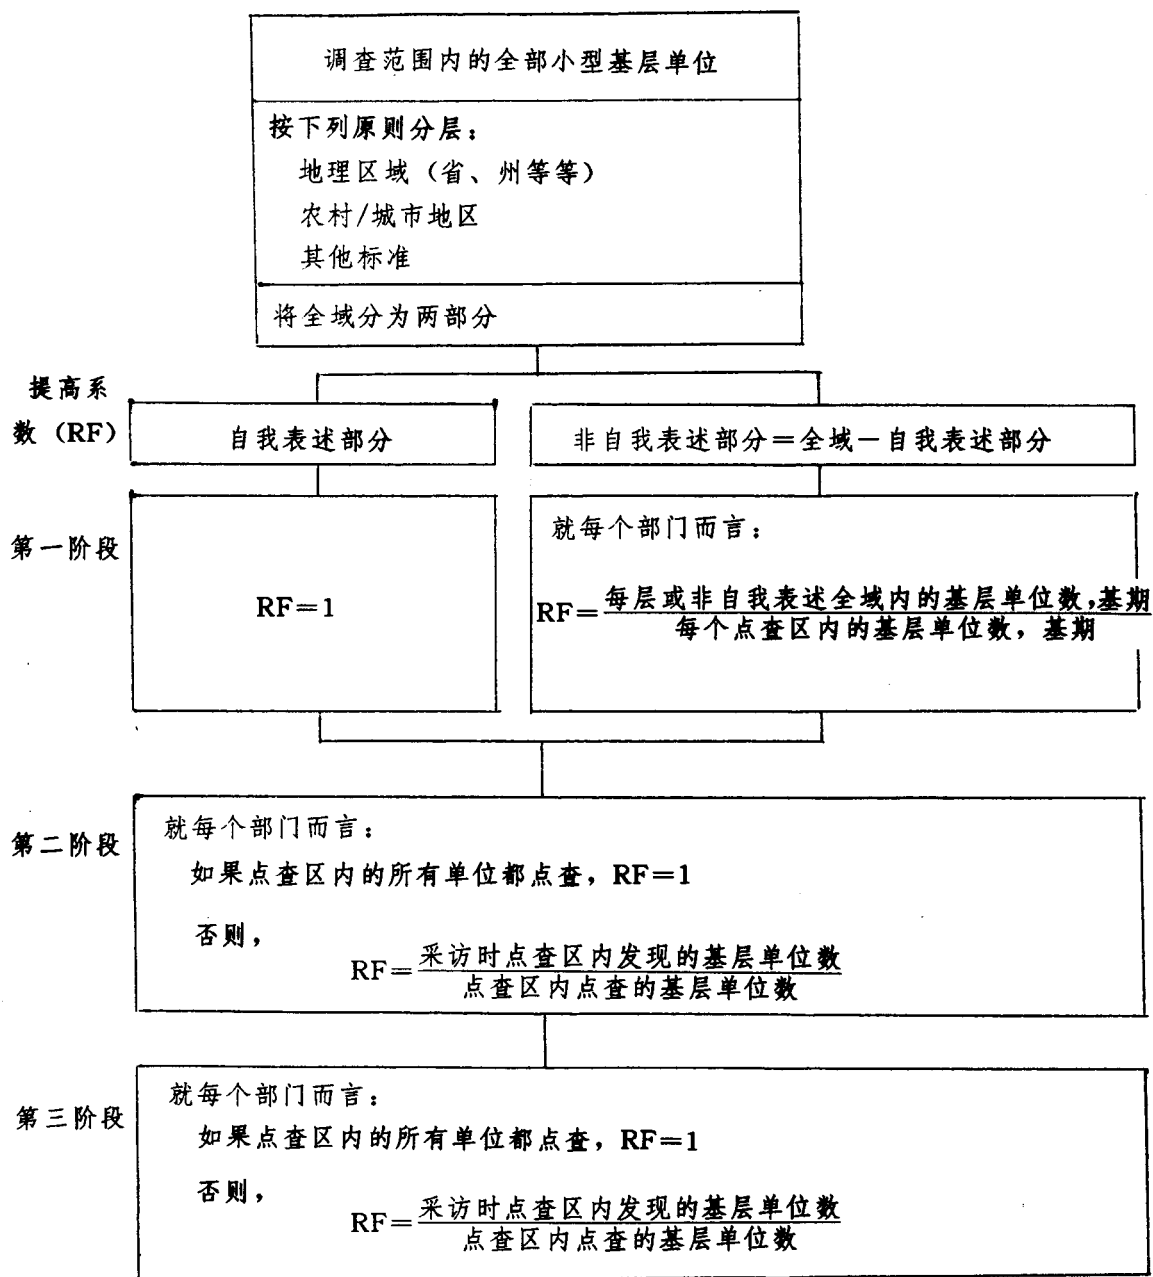 调查范围内的全部小型基层单位
按下列原则分层：
地理区域（省、州等等）
农村/城市地区
其他标准
将全域分为两部分
提高系
数（RF）
自我表述部分
非自我表述部分＝全域－自我表述部分
第一阶段
RF＝1
就每个部门而言：
RF＝每层或非自我表述全域内的基层单位数，基期
每个点查区内的基层单位数，基期
第二阶段
就每个部门而言：
如果点查区内的所有单位都点查，RF＝1
否则，
RF＝采访时点查区内发现的基层单位数
点查区内点查的基层单位数
第三阶段
就每个部门而言：
如果点查区内的所有单位都点查，RF＝1
否则，
RF＝采访时点查区内发现的基层单位数
点查区内点查的基层单位数